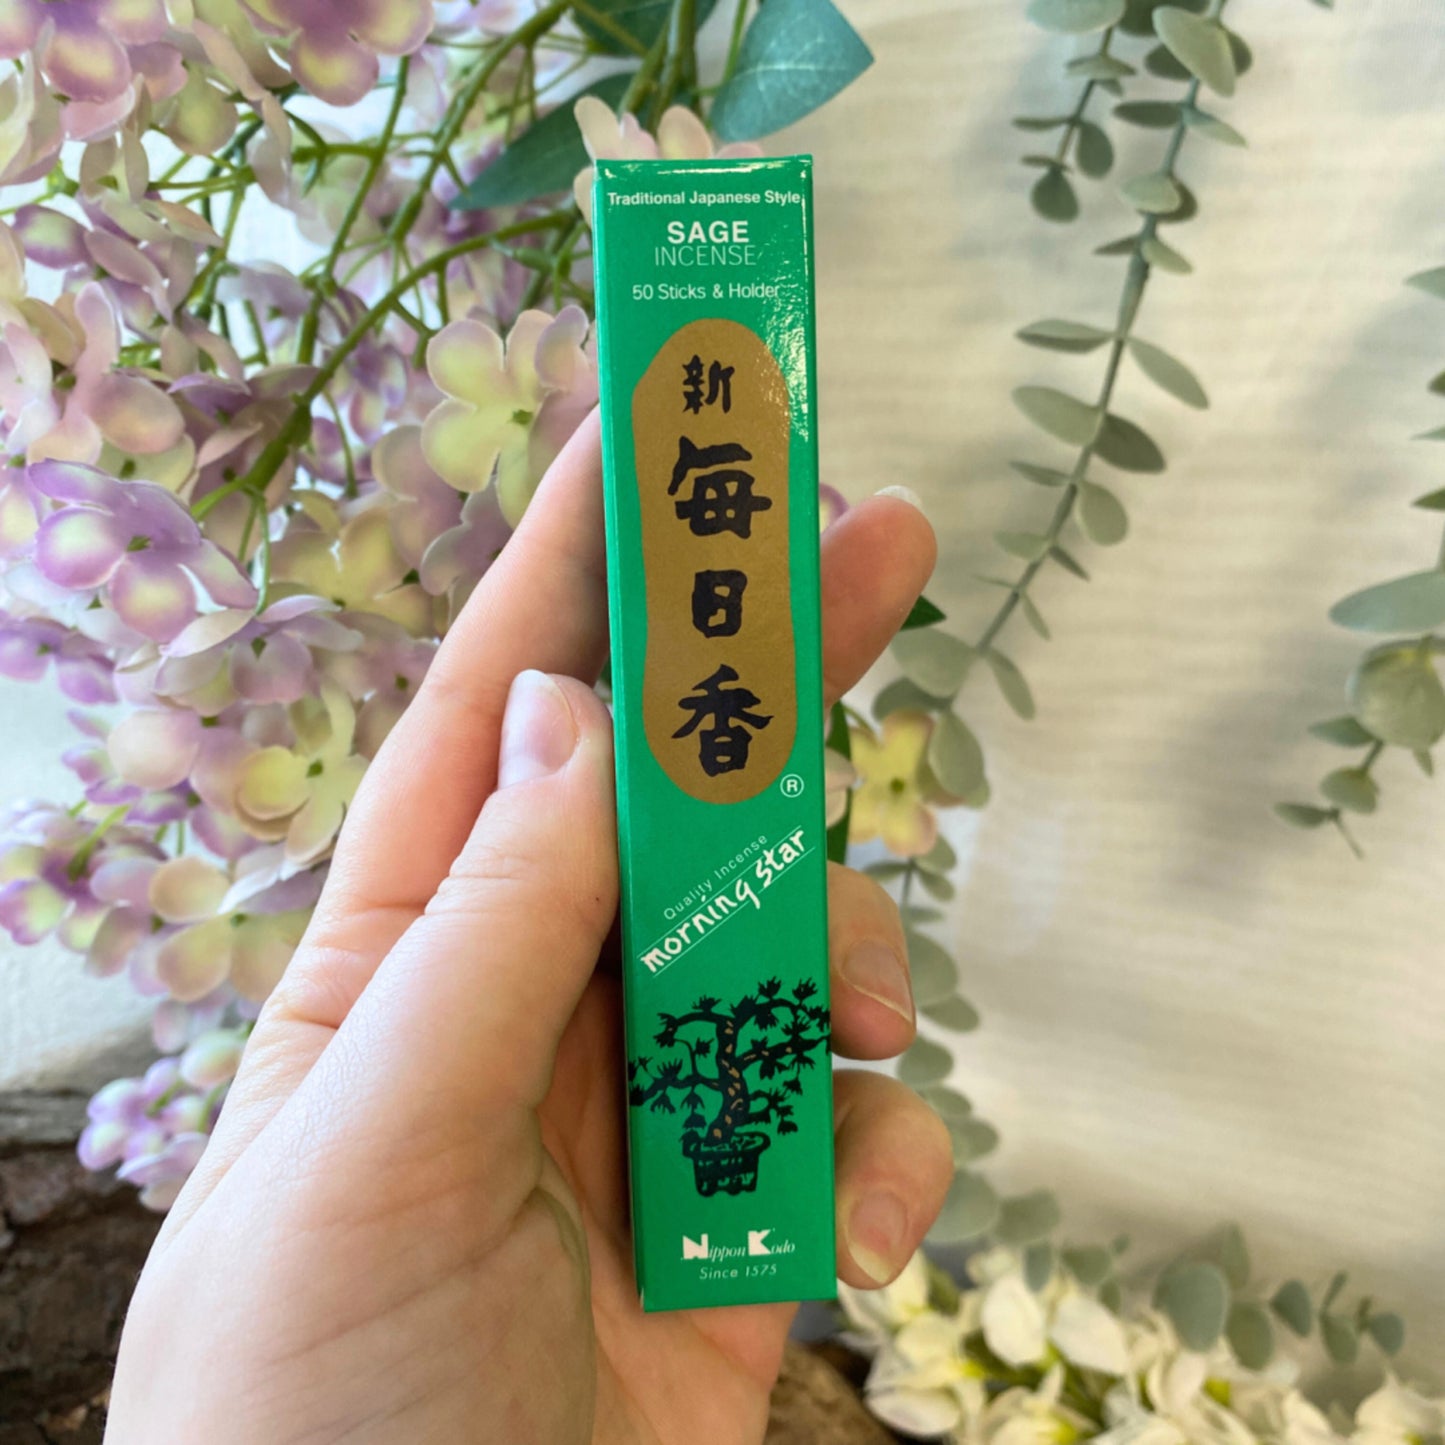 Traditional Japanese Style
SAGE
INCENSE
50 Sticks & Holder
新
毎
日
香
®
Quality Incense
morning star
Nippon Kodo
Since 1575